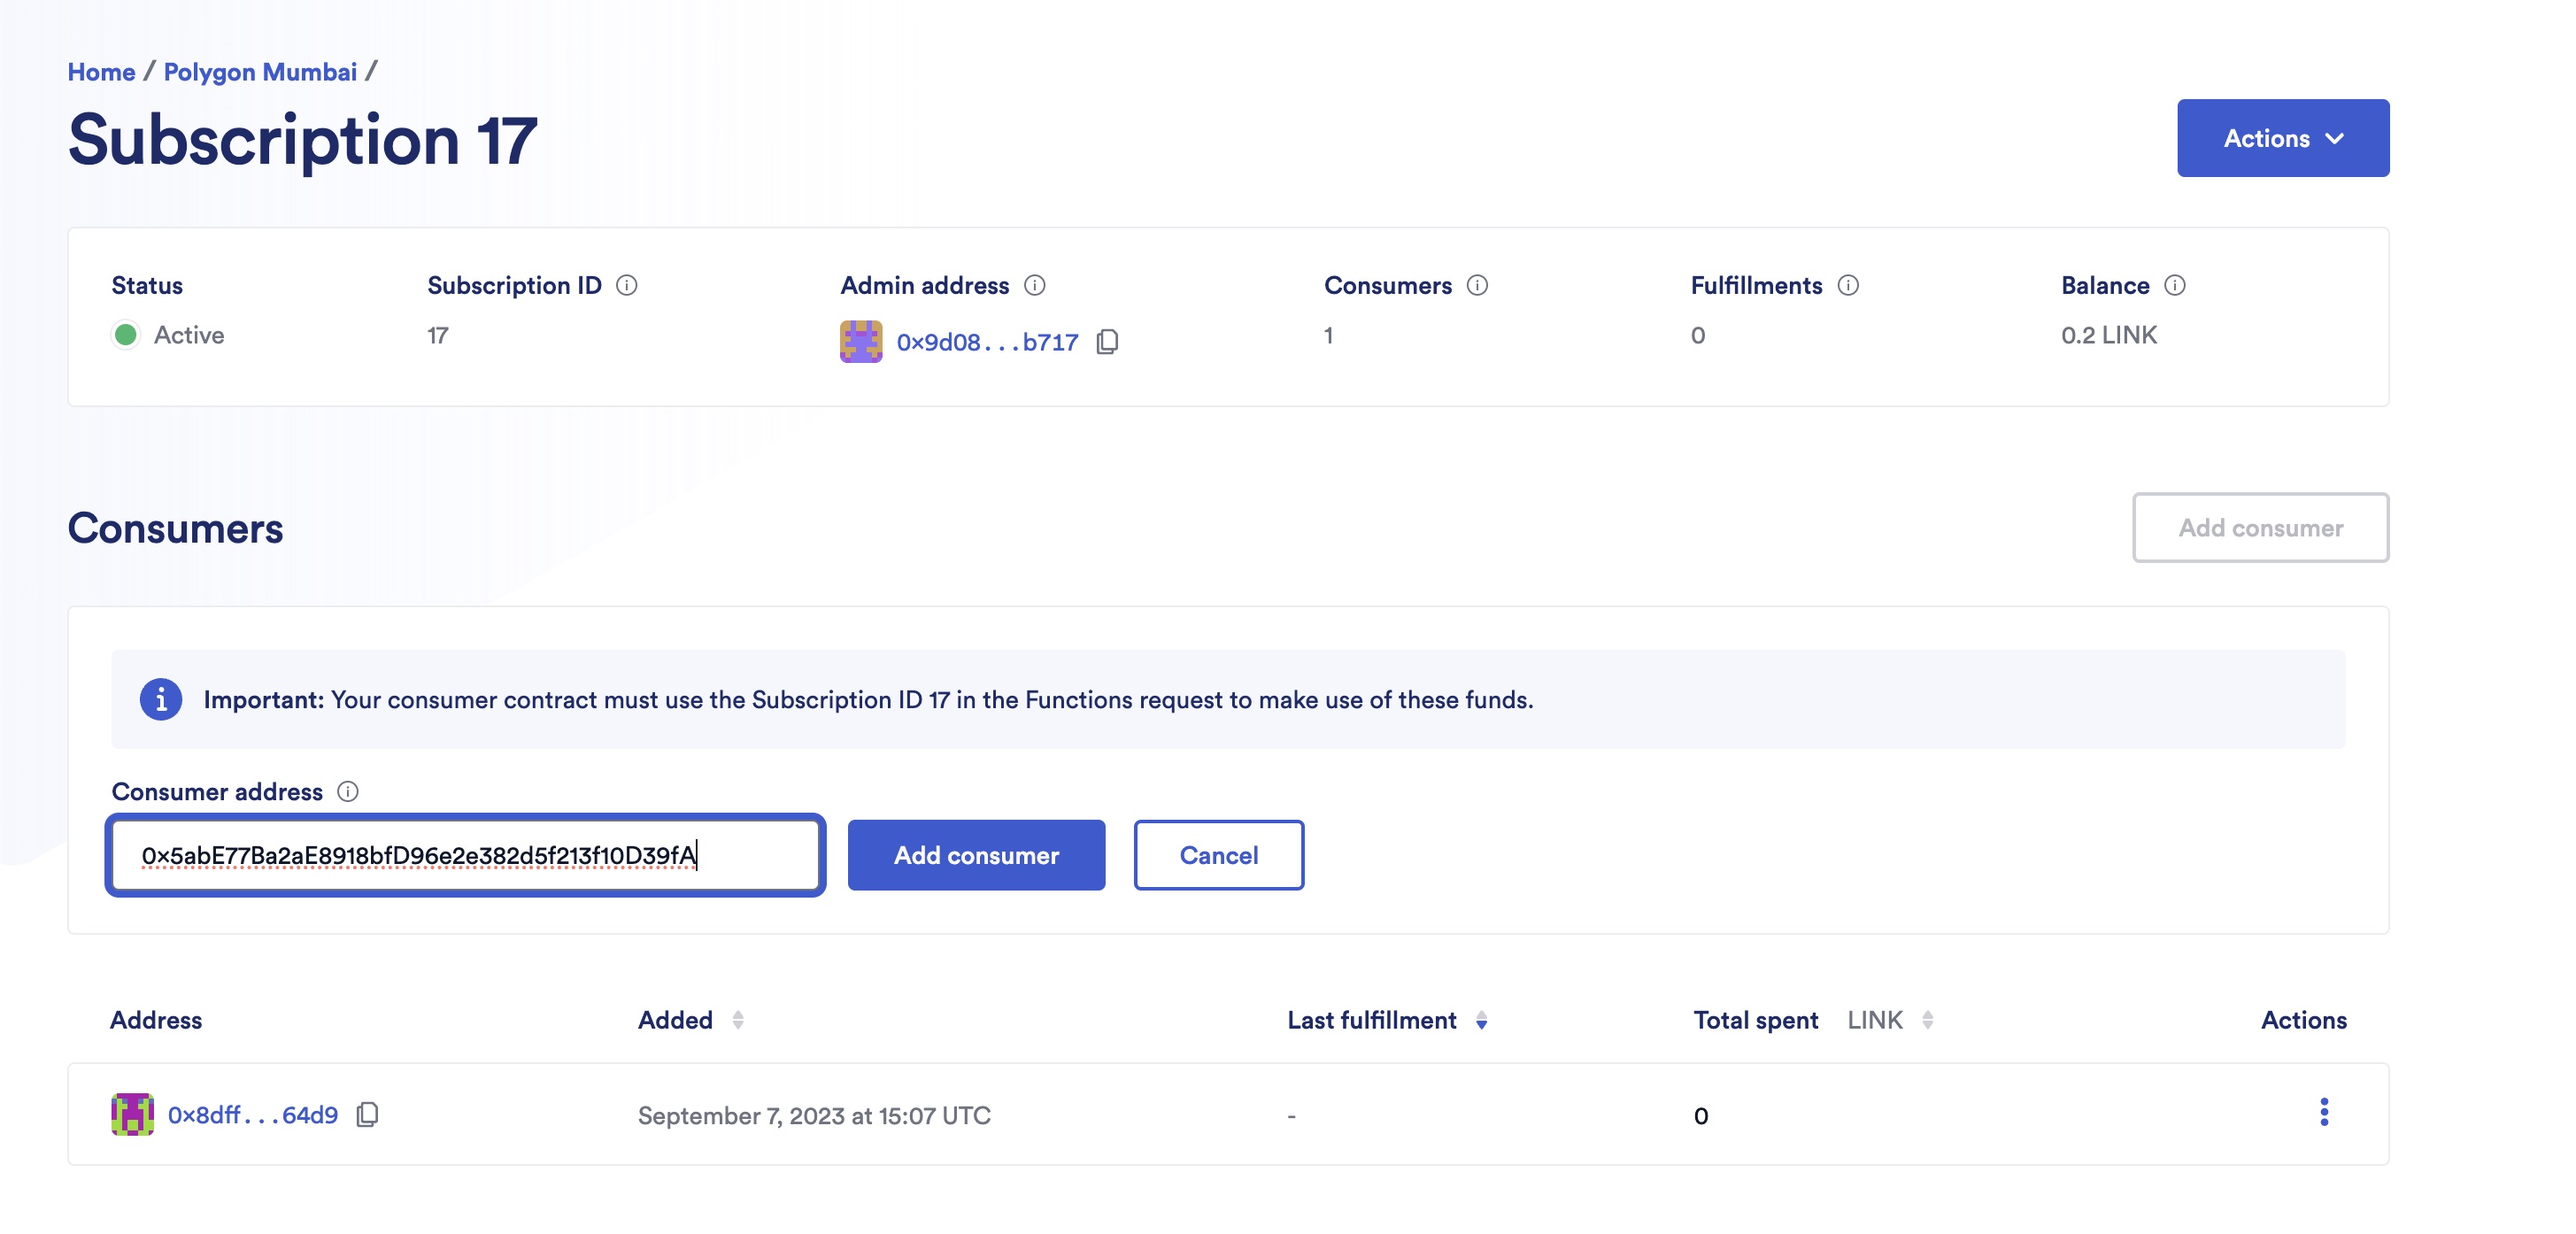 Home / Polygon Mumbai /
Subscription 17
Actions
Status Subscription ID Admin address Consumers Fulfillments Balance
Active 17 0x9d08...b717 1 0 0.2 LINK
Consumers
Add consumer
Important: Your consumer contract must use the Subscription ID 17 in the Functions request to make use of these funds.
Consumer address
0x5abE77Ba2aE8918bfD96e2e382d5f213f10D39fA Add consumer Cancel
Address Added Last fulfillment Total spent LINK Actions
0x8dff...64d9 September 7, 2023 at 15:07 UTC - 0